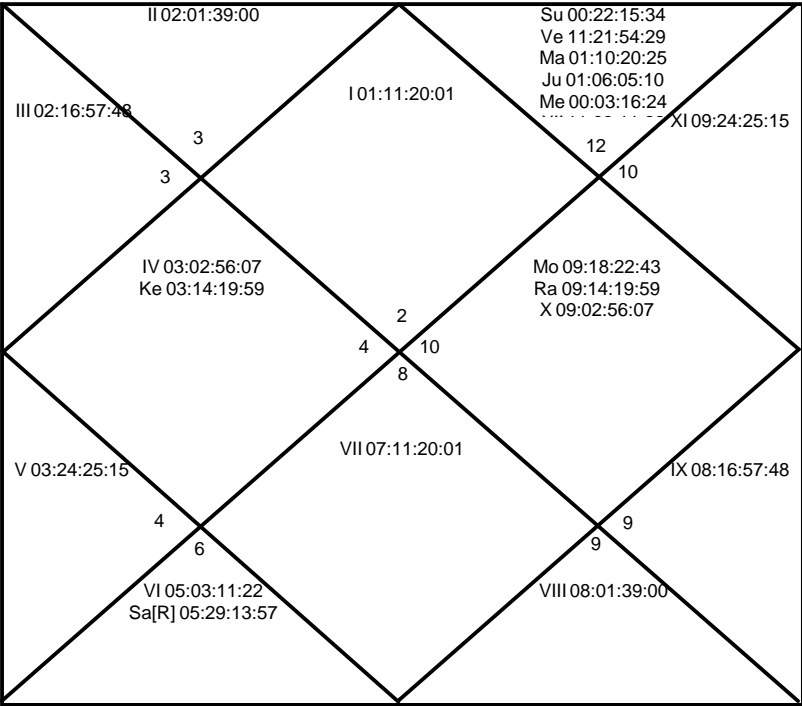 II 02:01:39:00
Su 00:22:15:34
Ve 11:21:54:29
Ma 01:10:20:25
Ju 01:06:05:10
Me 00:03:16:24
I 01:11:20:01
III 02:16:57:48
XI 09:24:25:15
3
12
3
10
IV 03:02:56:07
Ke 03:14:19:59
Mo 09:18:22:43
Ra 09:14:19:59
X 09:02:56:07
2
4
10
8
VII 07:11:20:01
V 03:24:25:15
IX 08:16:57:48
4
9
6
9
VI 05:03:11:22
Sa[R] 05:29:13:57
VIII 08:01:39:00